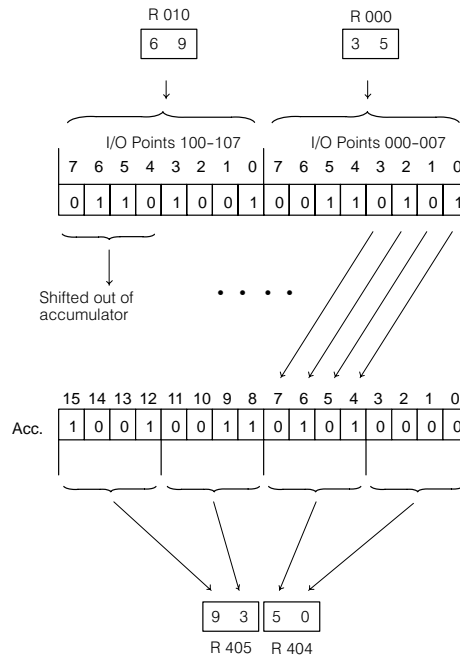 R 010 R 000
6 9 3 5
I/O Points 100-107 I/O Points 000-007
7 6 5 4 3 2 1 0 7 6 5 4 3 2 1 0
0 1 1 0 1 0 0 1 0 0 1 1 0 1 0 1
Shifted out of
accumulator
15 14 13 12 11 10 9 8 7 6 5 4 3 2 1 0
Acc. 1 0 0 1 0 0 1 1 0 1 0 1 0 0 0 0
9 3 5 0
R 405 R 404